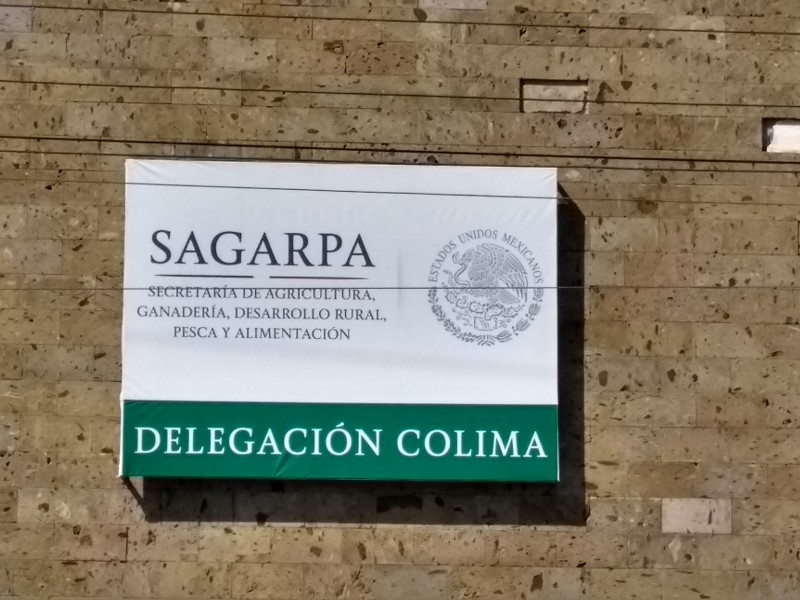 SAGARPA
SECRETARÍA DE AGRICULTURA,
GANADERÍA, DESARROLLO RURAL,
PESCA Y ALIMENTACIÓN
ESTADOS UNIDOS MEXICANOS
DELEGACIÓN COLIMA